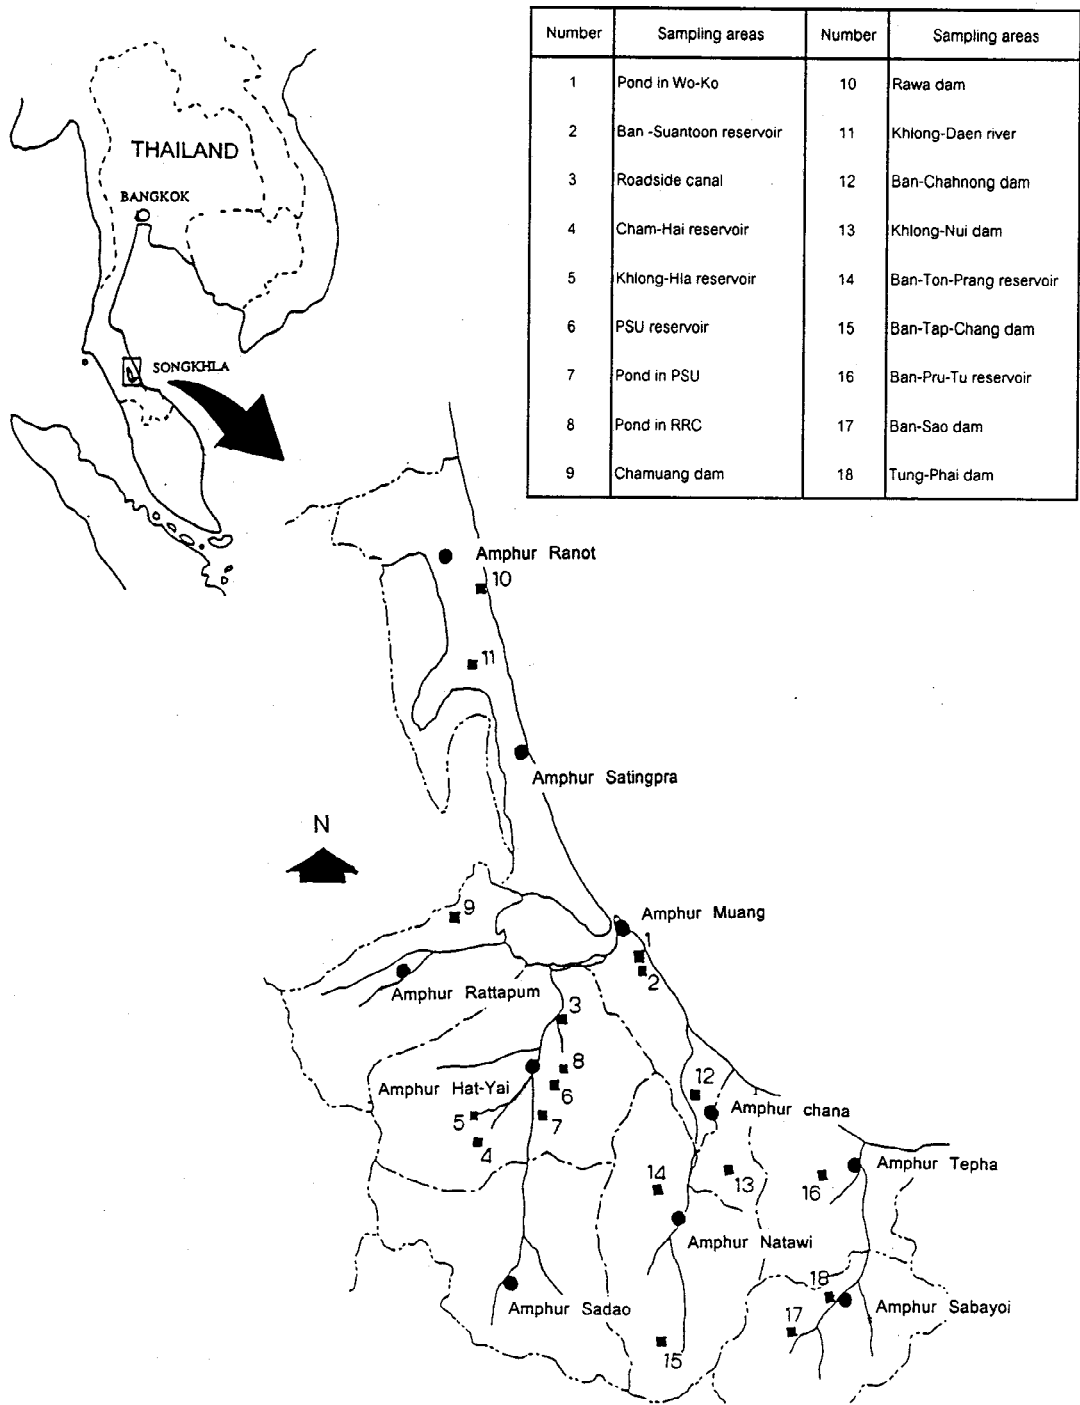 Number Sampling areas Number Sampling areas
1 Pond in Wo-Ko 10 Rawa dam
2 Ban -Suantoon reservoir 11 Khlong-Daen river
3 Roadside canal 12 Ban-Chahnong dam
4 Cham-Hai reservoir 13 Khlong-Nui dam
5 Khlong-Hla reservoir 14 Ban-Ton-Prang reservoir
6 PSU reservoir 15 Ban-Tap-Chang dam
7 Pond in PSU 16 Ban-Pru-Tu reservoir
8 Pond in RRC 17 Ban-Sao dam
9 Chamuang dam 18 Tung-Phai dam
THAILAND
BANGKOK
SONGKHLA
Amphur Ranot
10
11
Amphur Satingpra
N
9
Amphur Muang
1
2
Amphur Rattapum
3
8
Amphur Hat-Yai
6
5
7
4
12
Amphur chana
14
13
16
Amphur Tepha
Amphur Natawi
18
Amphur Sadao
Amphur Sabayoi
17
15